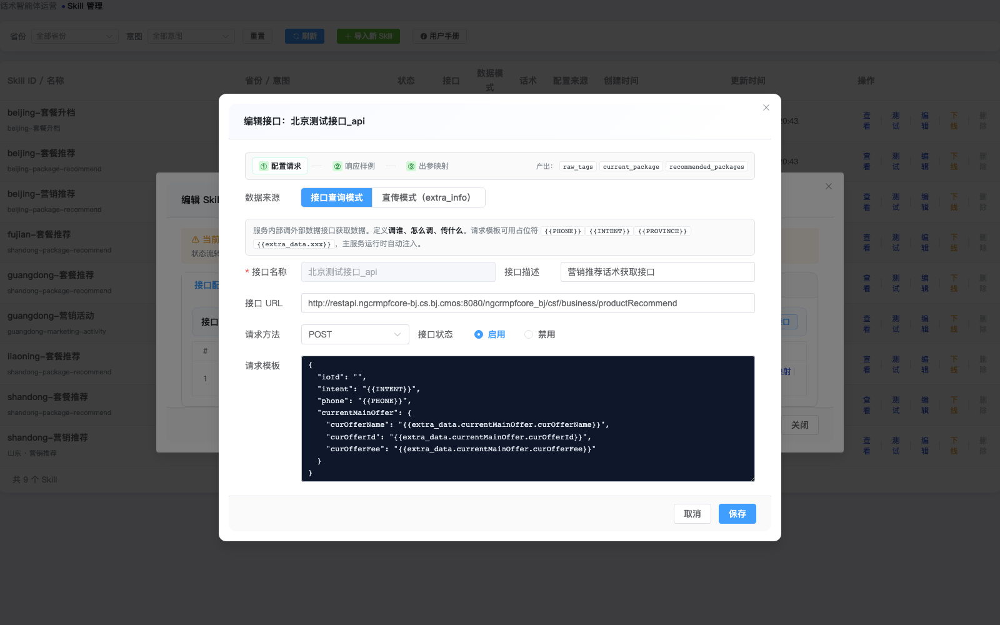 话术智能体运营 • Skill 管理
省份 全部省份 意图 全部意图 重置 刷新 + 导入新 Skill 用户手册
Skill ID / 名称 省份 / 意图 状态 接口 数据模式 话术 配置来源 创建时间 更新时间 操作
beijing-套餐升档
beijing-套餐升档
20:43 查看 测试 编辑 下线 删除
beijing-套餐推荐
beijing-package-recommend
20:43 查看 测试 编辑 下线 删除
beijing-营销推荐
beijing-package-recommend
查看 测试 编辑 下线 删除
fujian-套餐推荐
shandong-package-recommend
查看 测试 编辑 下线 删除
guangdong-套餐推荐
shandong-package-recommend
查看 测试 编辑 下线 删除
guangdong-营销活动
guangdong-marketing-activity
查看 测试 编辑 下线 删除
liaoning-套餐推荐
shandong-package-recommend
查看 测试 编辑 下线 删除
shandong-套餐推荐
shandong-package-recommend
查看 测试 编辑 下线 删除
shandong-营销推荐
山东 · 营销推荐
查看 测试 编辑 下线 删除
共 9 个 Skill
编辑 Skil
当前
状态流转
接口配
接口
口
#
1
映射
关闭
编辑接口：北京测试接口_api
① 配置请求 ② 响应样例 ③ 出参映射 产出： raw_tags current_package recommended_packages
数据来源 接口查询模式 直传模式（extra_info）
服务内部调外部数据接口获取数据。定义调谁、怎么调、传什么。请求模板可用占位符 {{PHONE}} {{INTENT}} {{PROVINCE}}
{{extra_data.xxx}} ，主服务运行时自动注入。
* 接口名称 北京测试接口_api 接口描述 营销推荐话术获取接口
接口 URL http://restapi.ngcrmpfcore-bj.cs.bj.cmos:8080/ngcrmpfcore_bj/csf/business/productRecommend
请求方法 POST 接口状态 启用 禁用
请求模板
{
"ioId": "",
"intent": "{{INTENT}}",
"phone": "{{PHONE}}",
"currentMainOffer": {
"curOfferName": "{{extra_data.currentMainOffer.curOfferName}}",
"curOfferId": "{{extra_data.currentMainOffer.curOfferId}}",
"curOfferFee": "{{extra_data.currentMainOffer.curOfferFee}}"
}
}
取消 保存